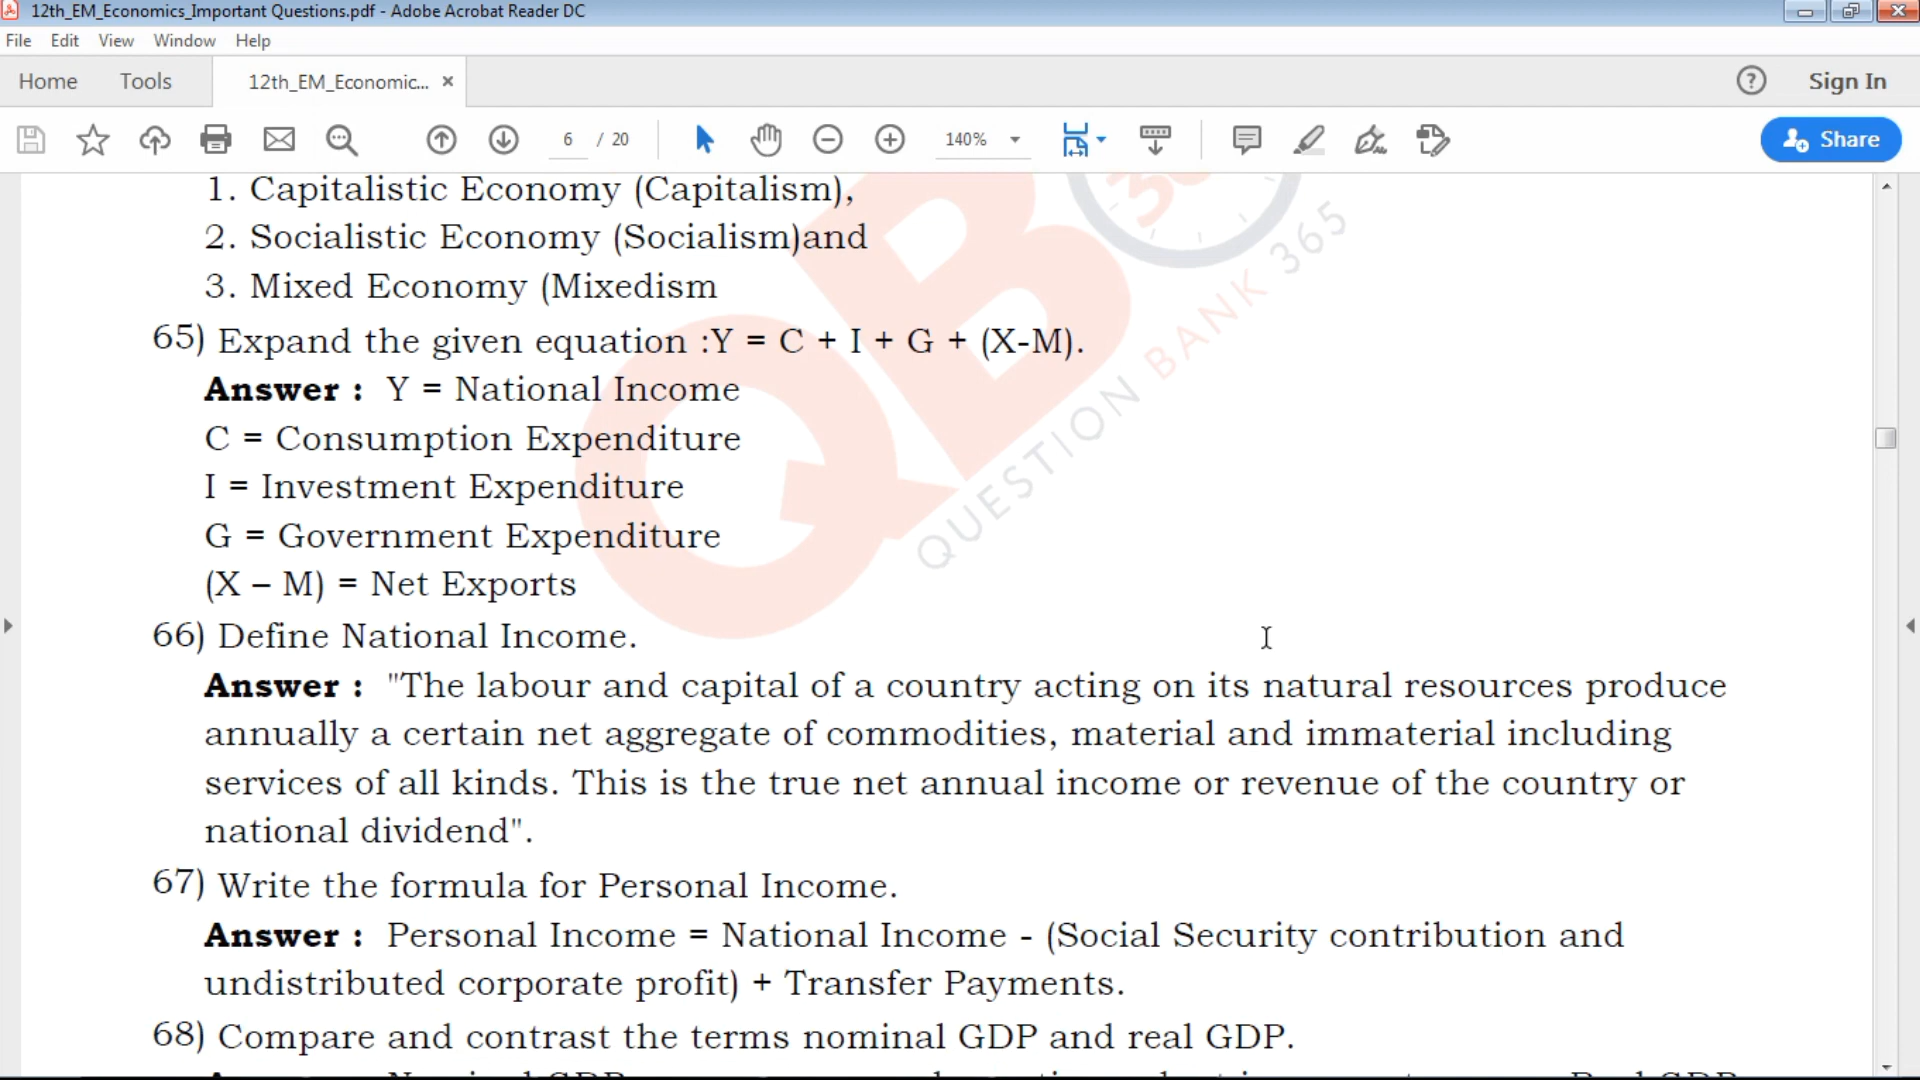 12th_EM_Economics_Important Questions.pdf - Adobe Acrobat Reader DC
File Edit View Window Help
Home Tools 12th_EM_Economic... × Sign In
6 / 20 140% Share
1. Capitalistic Economy (Capitalism),
2. Socialistic Economy (Socialism)and
3. Mixed Economy (Mixedism
65) Expand the given equation :Y = C + I + G + (X-M).
Answer : Y = National Income
C = Consumption Expenditure
I = Investment Expenditure
G = Government Expenditure
(X – M) = Net Exports
66) Define National Income.
Answer : "The labour and capital of a country acting on its natural resources produce
annually a certain net aggregate of commodities, material and immaterial including
services of all kinds. This is the true net annual income or revenue of the country or
national dividend".
67) Write the formula for Personal Income.
Answer : Personal Income = National Income - (Social Security contribution and
undistributed corporate profit) + Transfer Payments.
68) Compare and contrast the terms nominal GDP and real GDP.
QB
QUESTION BANK 365